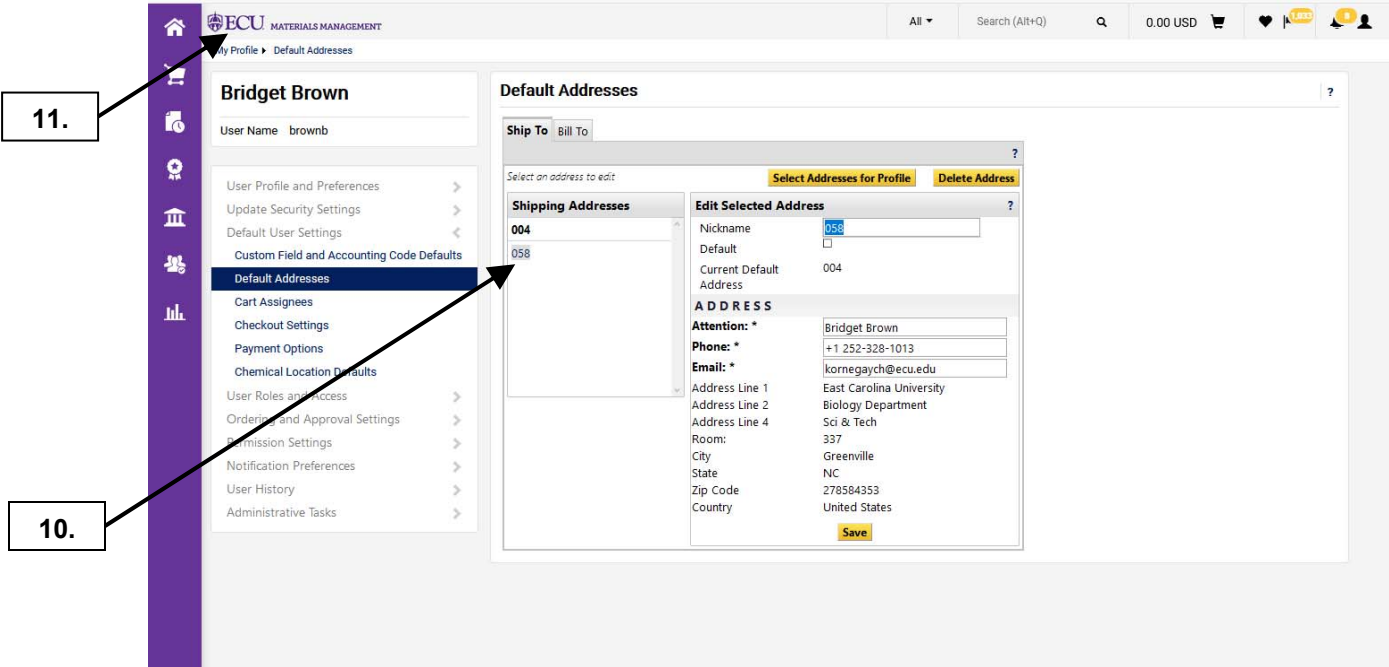 ECU MATERIALS MANAGEMENT
All
Search (Alt+Q)
0.00 USD
My Profile Default Addresses
11.
Bridget Brown
User Name brownb
User Profile and Preferences
Update Security Settings
Default User Settings
Custom Field and Accounting Code Defaults
Default Addresses
Cart Assignees
Checkout Settings
Payment Options
Chemical Location Defaults
User Roles and Access
Ordering and Approval Settings
Permission Settings
Notification Preferences
User History
Administrative Tasks
10.
Default Addresses
?
Ship To Bill To
?
Select an address to edit
Select Addresses for Profile
Delete Address
Shipping Addresses
004
058
Edit Selected Address ?
Nickname 058
Default
Current Default Address 004
ADDRESS
Attention: * Bridget Brown
Phone: * +1 252-328-1013
Email: * kornegaych@ecu.edu
Address Line 1 East Carolina University
Address Line 2 Biology Department
Address Line 4 Sci & Tech
Room: 337
City Greenville
State NC
Zip Code 278584353
Country United States
Save